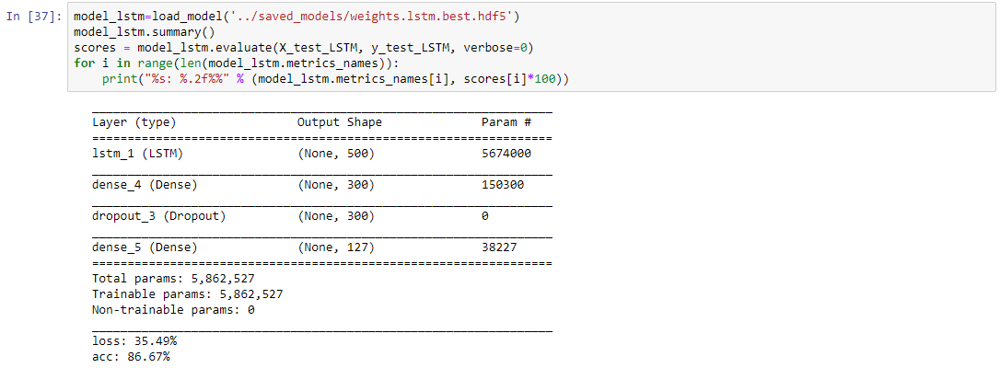 In [37]: model_lstm=load_model('../saved_models/weights.lstm.best.hdf5')
model_lstm.summary()
scores = model_lstm.evaluate(X_test_LSTM, y_test_LSTM, verbose=0)
for i in range(len(model_lstm.metrics_names)):
    print("%s: %.2f%%" % (model_lstm.metrics_names[i], scores[i]*100))
_________________________________________________________________
Layer (type)                 Output Shape              Param #
=================================================================
lstm_1 (LSTM)                (None, 500)               5674000
_________________________________________________________________
dense_4 (Dense)              (None, 300)               150300
_________________________________________________________________
dropout_3 (Dropout)          (None, 300)               0
_________________________________________________________________
dense_5 (Dense)              (None, 127)               38227
=================================================================
Total params: 5,862,527
Trainable params: 5,862,527
Non-trainable params: 0
_________________________________________________________________
loss: 35.49%
acc: 86.67%